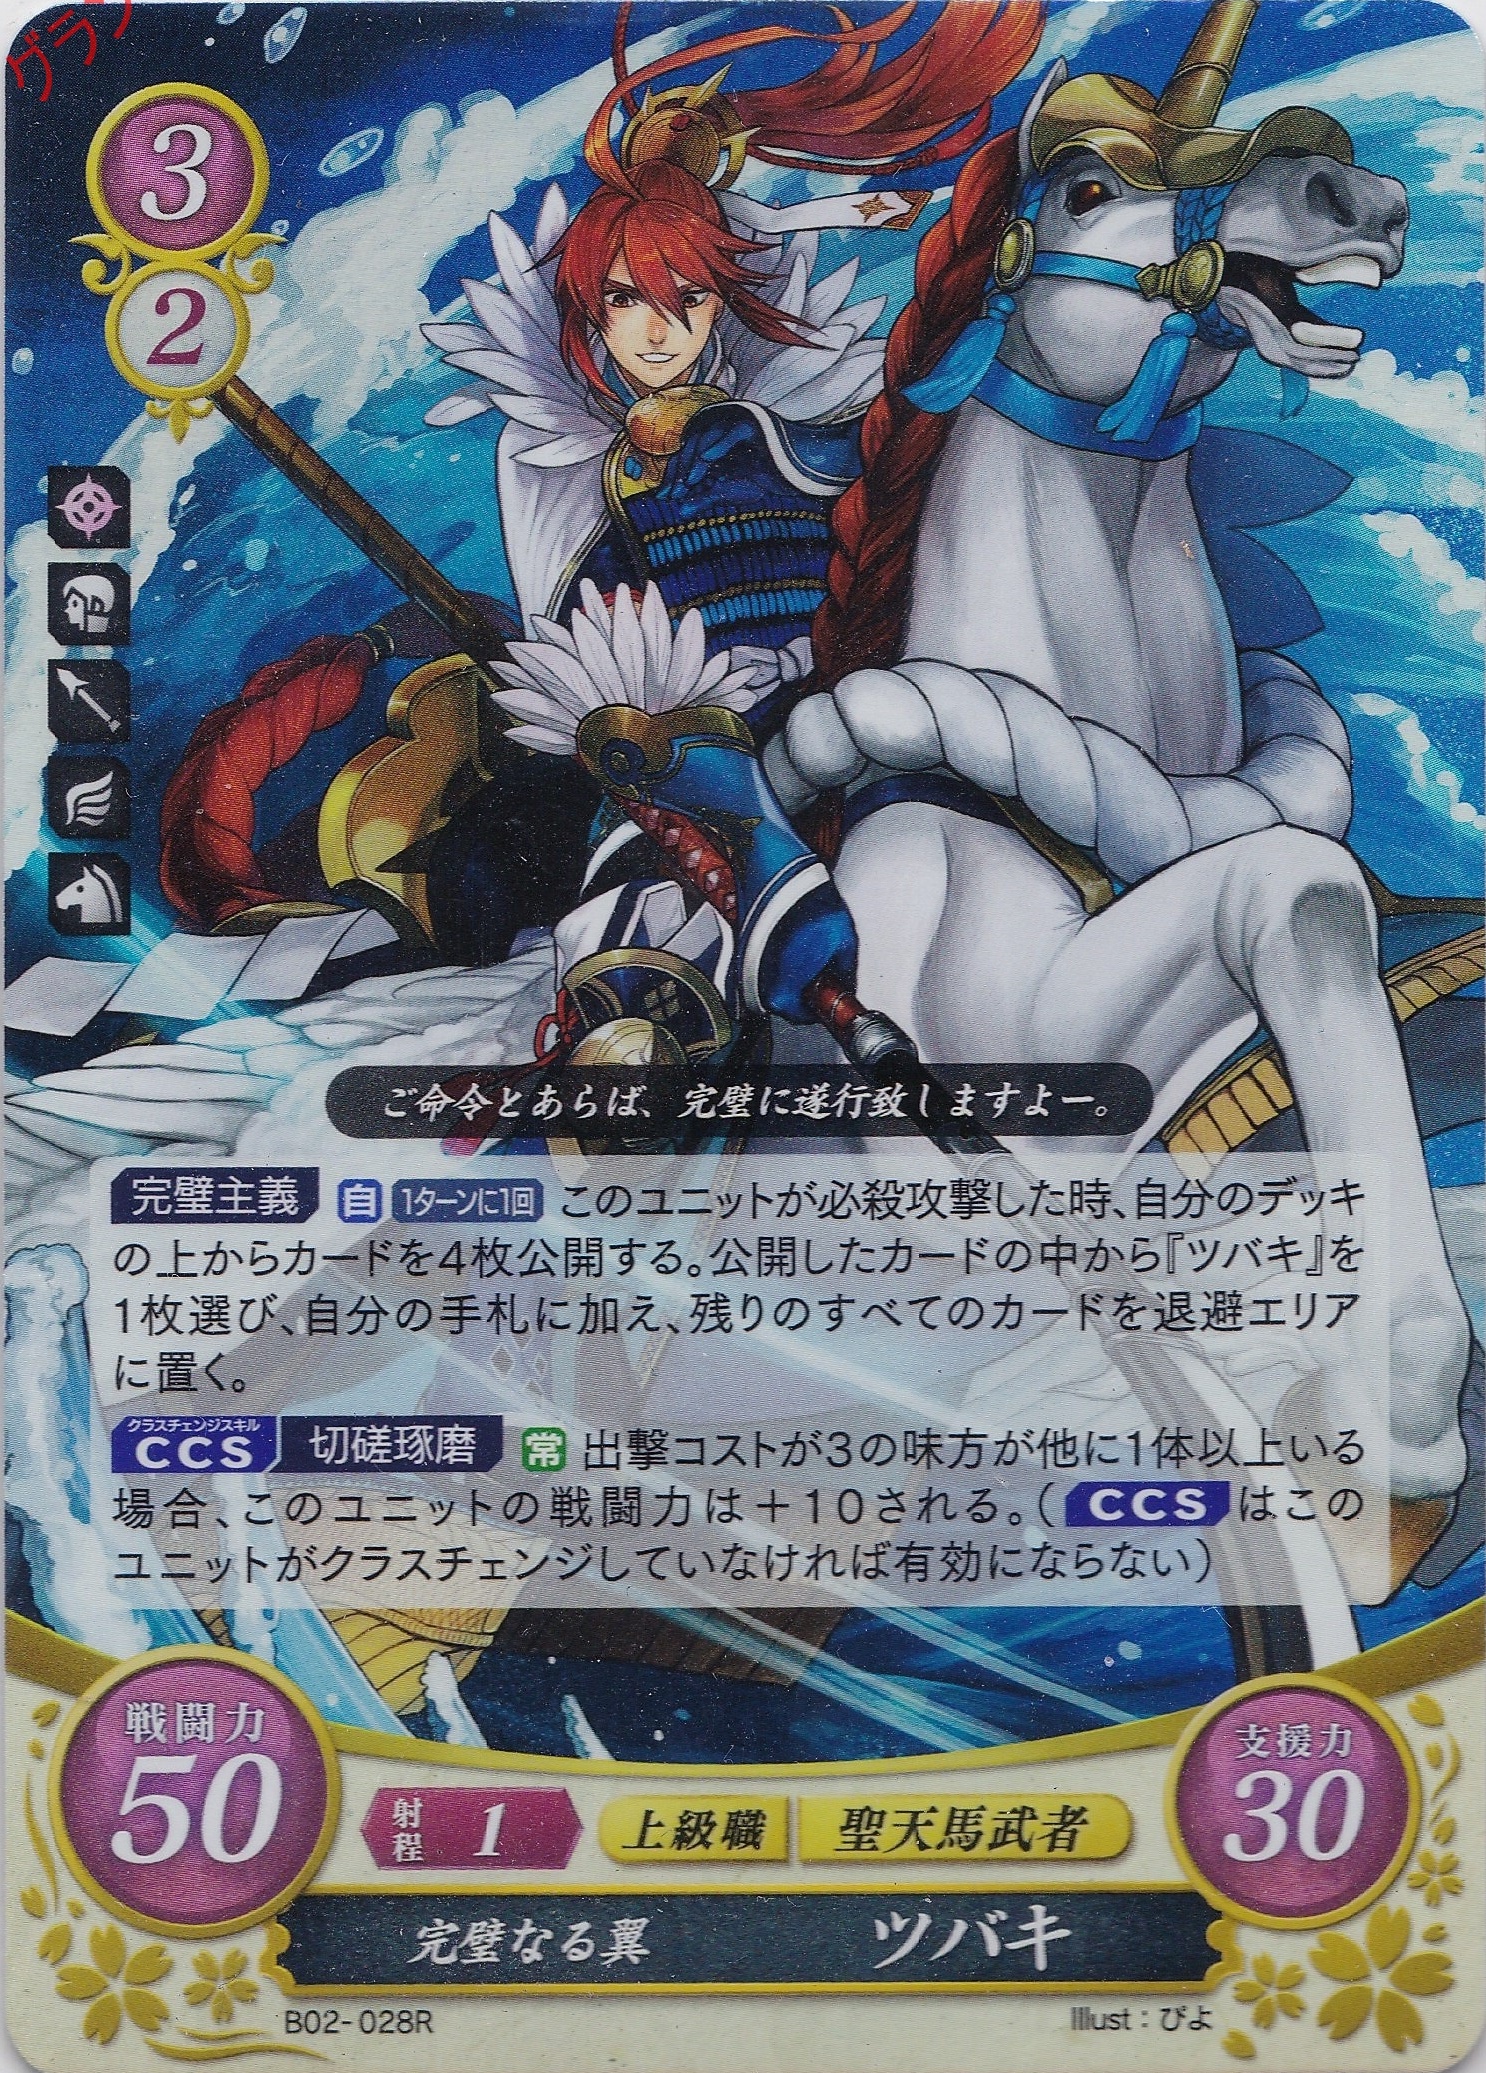 グラン
3
2
ご命令とあらば、完璧に遂行致しますよー。
完璧主義 自 1ターンに1回 このユニットが必殺攻撃した時、自分のデッキ
の上からカードを4枚公開する。公開したカードの中から『ツバキ』を
1枚選び、自分の手札に加え、残りのすべてのカードを退避エリア
に置く。
クラスチェンジスキル
CCS 切磋琢磨 常 出撃コストが3の味方が他に1体以上いる
場合、このユニットの戦闘力は＋10される。（CCSはこの
ユニットがクラスチェンジしていなければ有効にならない）
戦闘力
50
射程 1
上級職 聖天馬武者
支援力
30
完璧なる翼 ツバキ
B02-028R
Illust：ぴよ